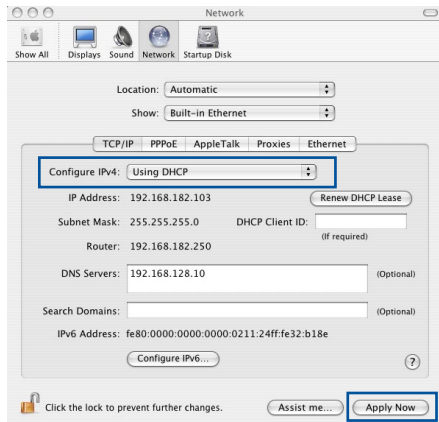 Network
Show All Displays Sound Network Startup Disk
Location: Automatic
Show: Built-in Ethernet
TCP/IP PPPoE AppleTalk Proxies Ethernet
Configure IPv4: Using DHCP
IP Address: 192.168.182.103 Renew DHCP Lease
Subnet Mask: 255.255.255.0 DHCP Client ID:
(If required)
Router: 192.168.182.250
DNS Servers: 192.168.128.10 (Optional)
Search Domains: (Optional)
IPv6 Address: fe80:0000:0000:0000:0211:24ff:fe32:b18e
Configure IPv6... ?
Click the lock to prevent further changes. Assist me... Apply Now